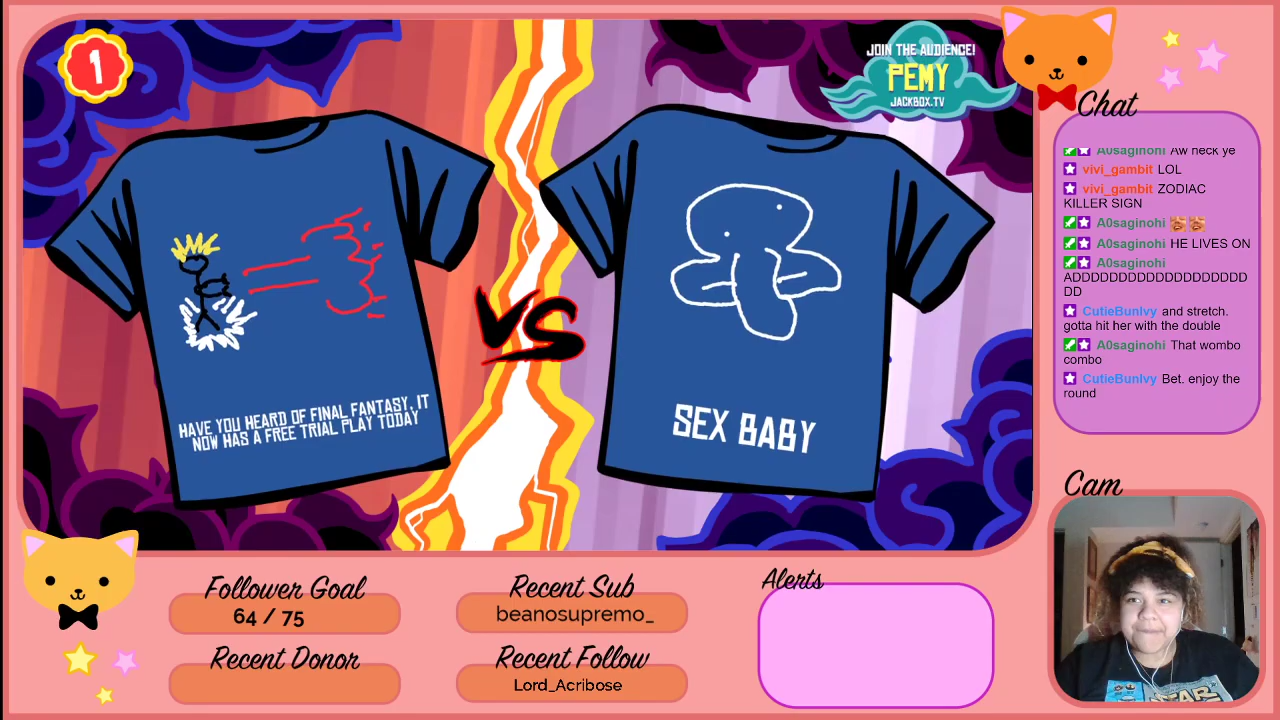 1
JOIN THE AUDIENCE!
PEMY
JACKBOX.TV
HAVE YOU HEARD OF FINAL FANTASY, IT
NOW HAS A FREE TRIAL PLAY TODAY
VS
SEX BABY
Chat
A0saginohi Aw heck ye
vivi_gambit LOL
vivi_gambit ZODIAC
KILLER SIGN
A0saginohi
A0saginohi HE LIVES ON
A0saginohi
ADDDDDDDDDDDDDDDDDDD
DD
CutieBunIvy and stretch.
gotta hit her with the double
A0saginohi That wombo
combo
CutieBunIvy Bet. enjoy the
round
Cam
Follower Goal
64 / 75
Recent Sub
beanosupremo_
Alerts
Recent Donor
Recent Follow
Lord_Acribose